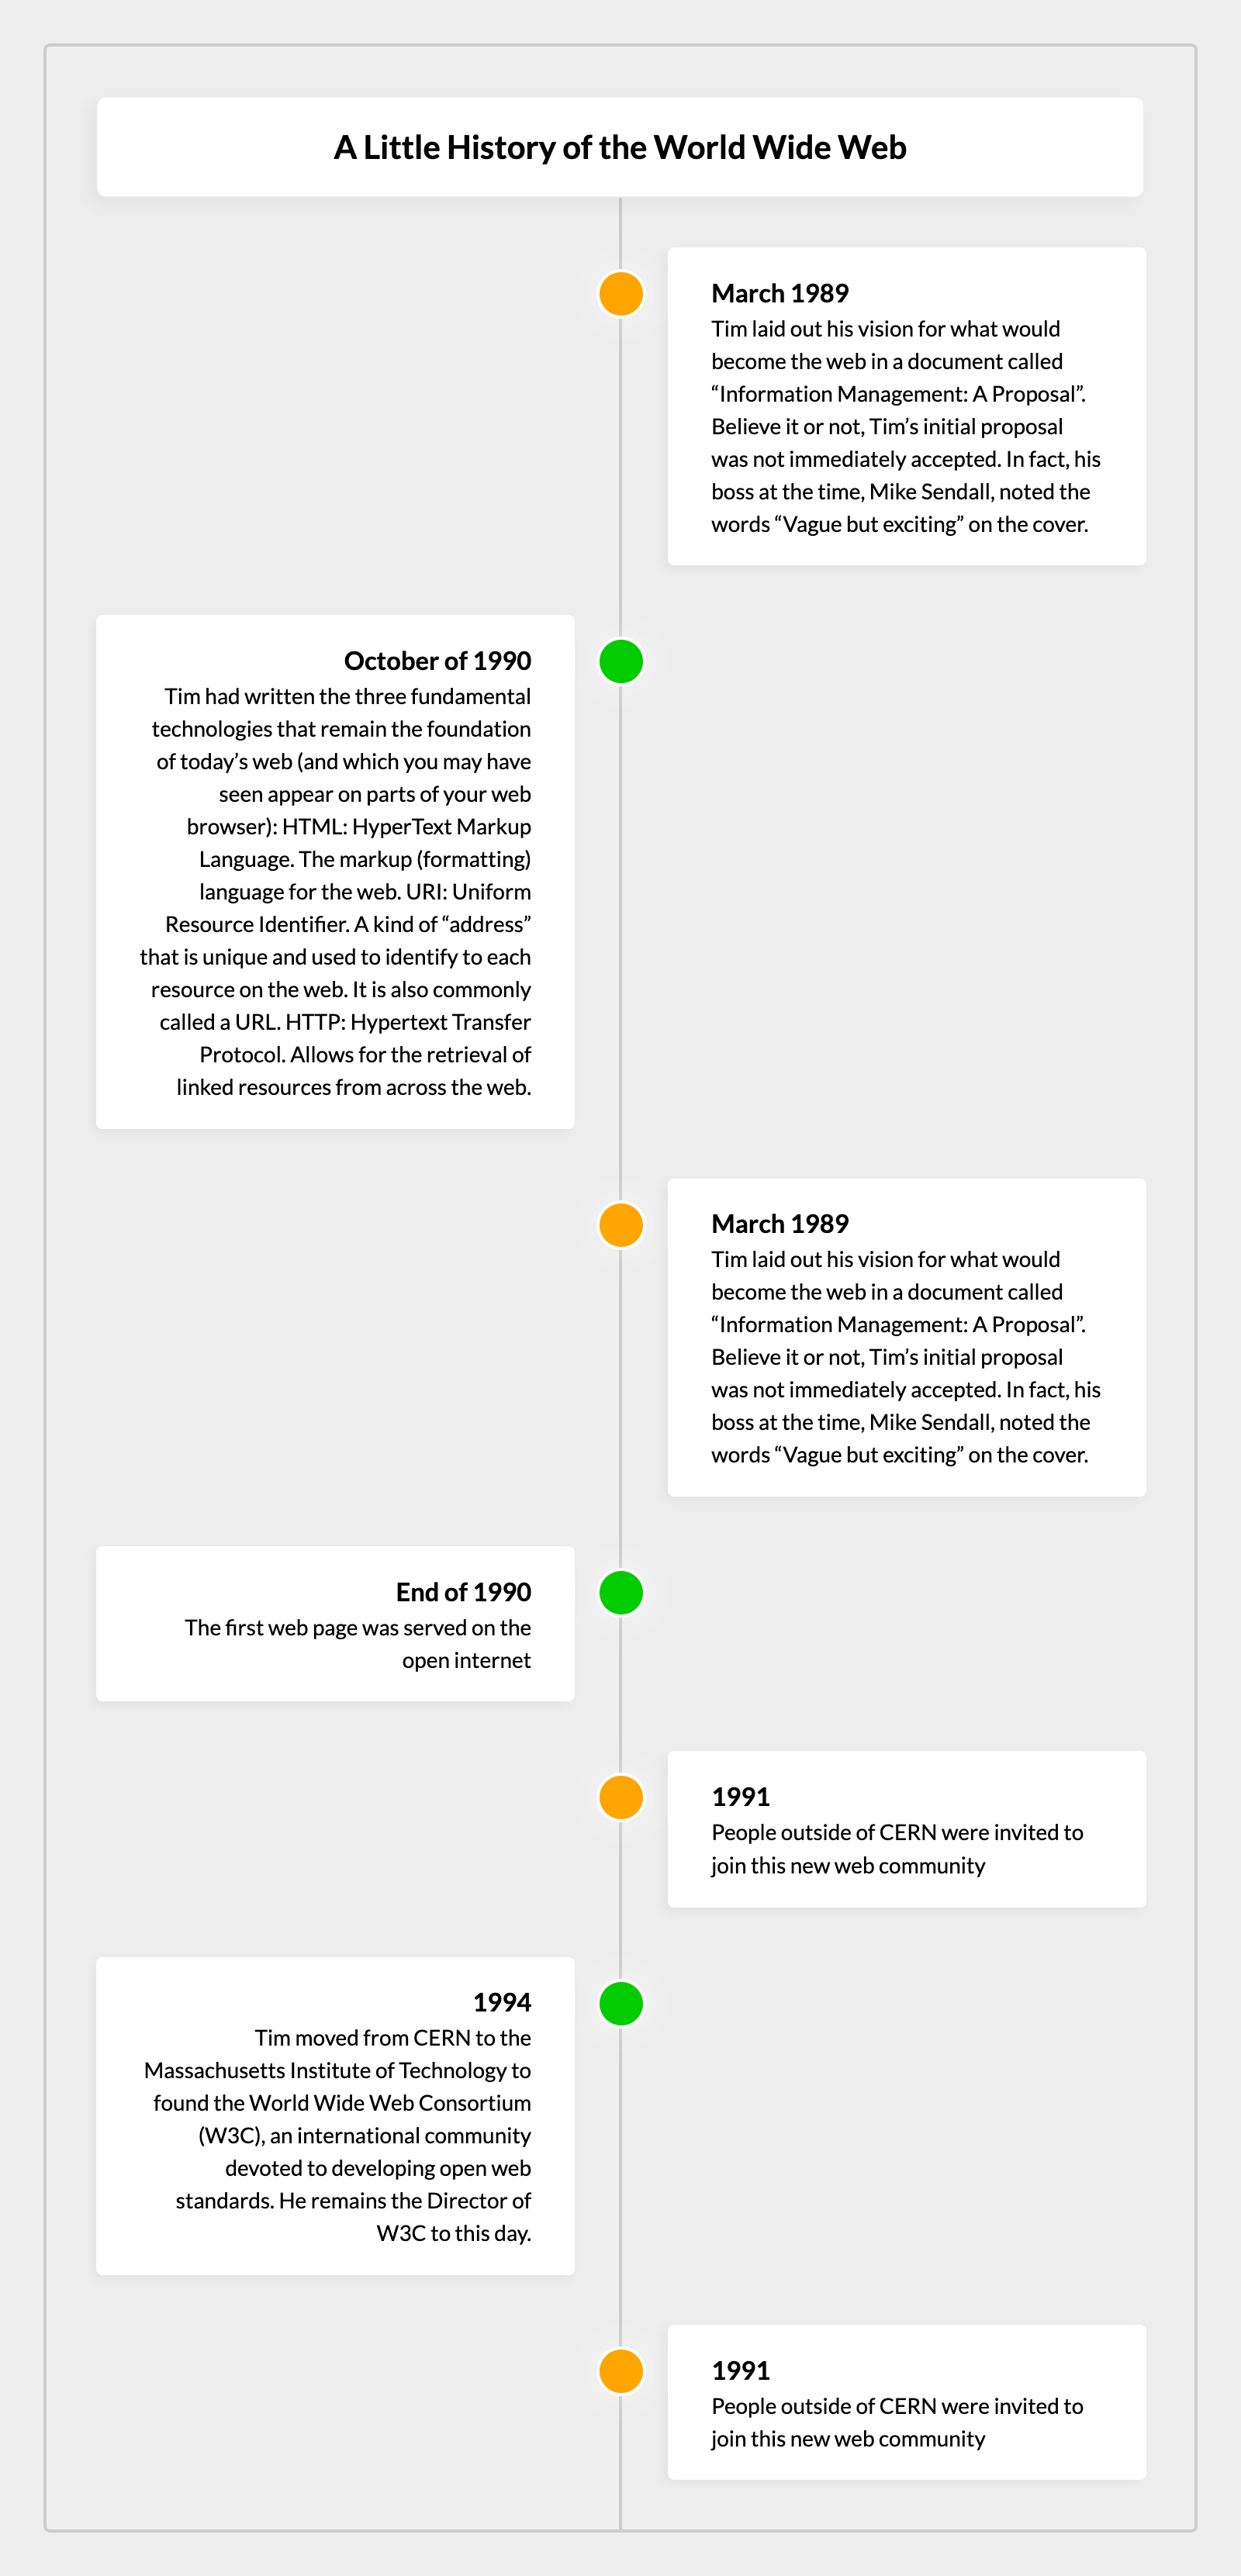 A Little History of the World Wide Web
March 1989
Tim laid out his vision for what would
become the web in a document called
“Information Management: A Proposal”.
Believe it or not, Tim’s initial proposal
was not immediately accepted. In fact, his
boss at the time, Mike Sendall, noted the
words “Vague but exciting” on the cover.
October of 1990
Tim had written the three fundamental
technologies that remain the foundation
of today’s web (and which you may have
seen appear on parts of your web
browser): HTML: HyperText Markup
Language. The markup (formatting)
language for the web. URI: Uniform
Resource Identifier. A kind of “address”
that is unique and used to identify to each
resource on the web. It is also commonly
called a URL. HTTP: Hypertext Transfer
Protocol. Allows for the retrieval of
linked resources from across the web.
March 1989
Tim laid out his vision for what would
become the web in a document called
“Information Management: A Proposal”.
Believe it or not, Tim’s initial proposal
was not immediately accepted. In fact, his
boss at the time, Mike Sendall, noted the
words “Vague but exciting” on the cover.
End of 1990
The first web page was served on the
open internet
1991
People outside of CERN were invited to
join this new web community
1994
Tim moved from CERN to the
Massachusetts Institute of Technology to
found the World Wide Web Consortium
(W3C), an international community
devoted to developing open web
standards. He remains the Director of
W3C to this day.
1991
People outside of CERN were invited to
join this new web community